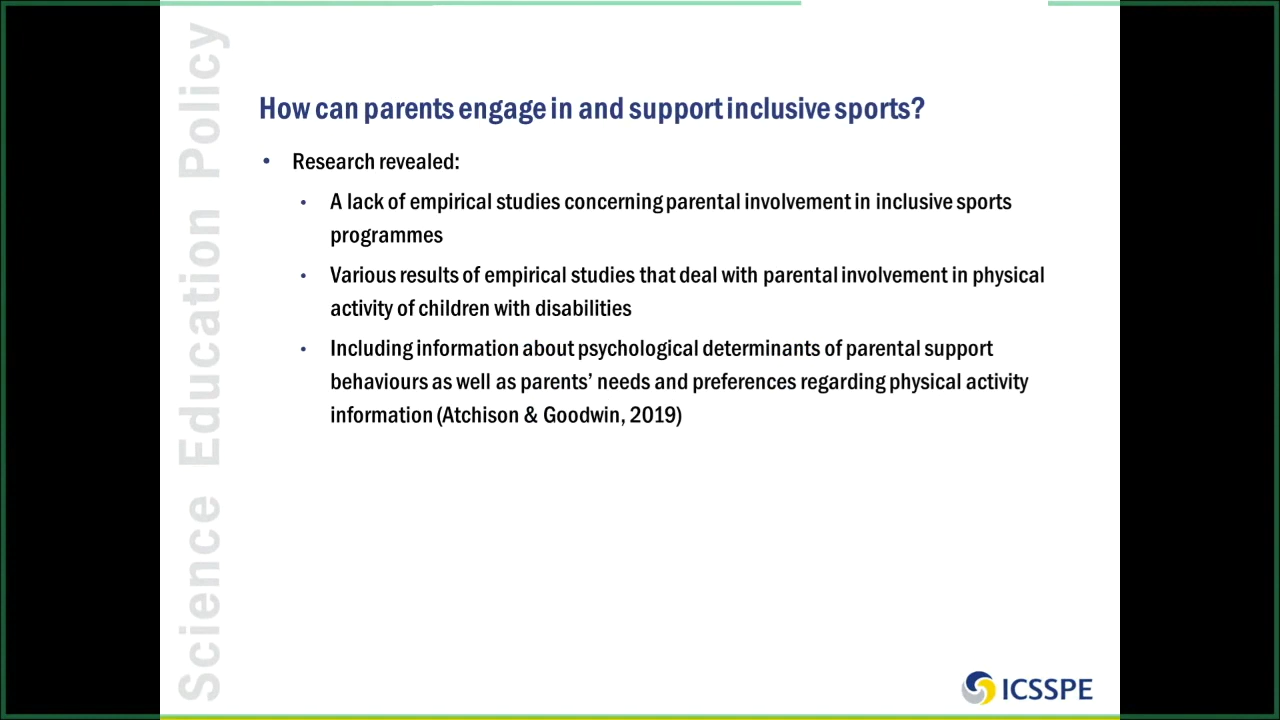 Science Education Policy
How can parents engage in and support inclusive sports?
• Research revealed:
• A lack of empirical studies concerning parental involvement in inclusive sports
programmes
• Various results of empirical studies that deal with parental involvement in physical
activity of children with disabilities
• Including information about psychological determinants of parental support
behaviours as well as parents’ needs and preferences regarding physical activity
information (Atchison & Goodwin, 2019)
ICSSPE